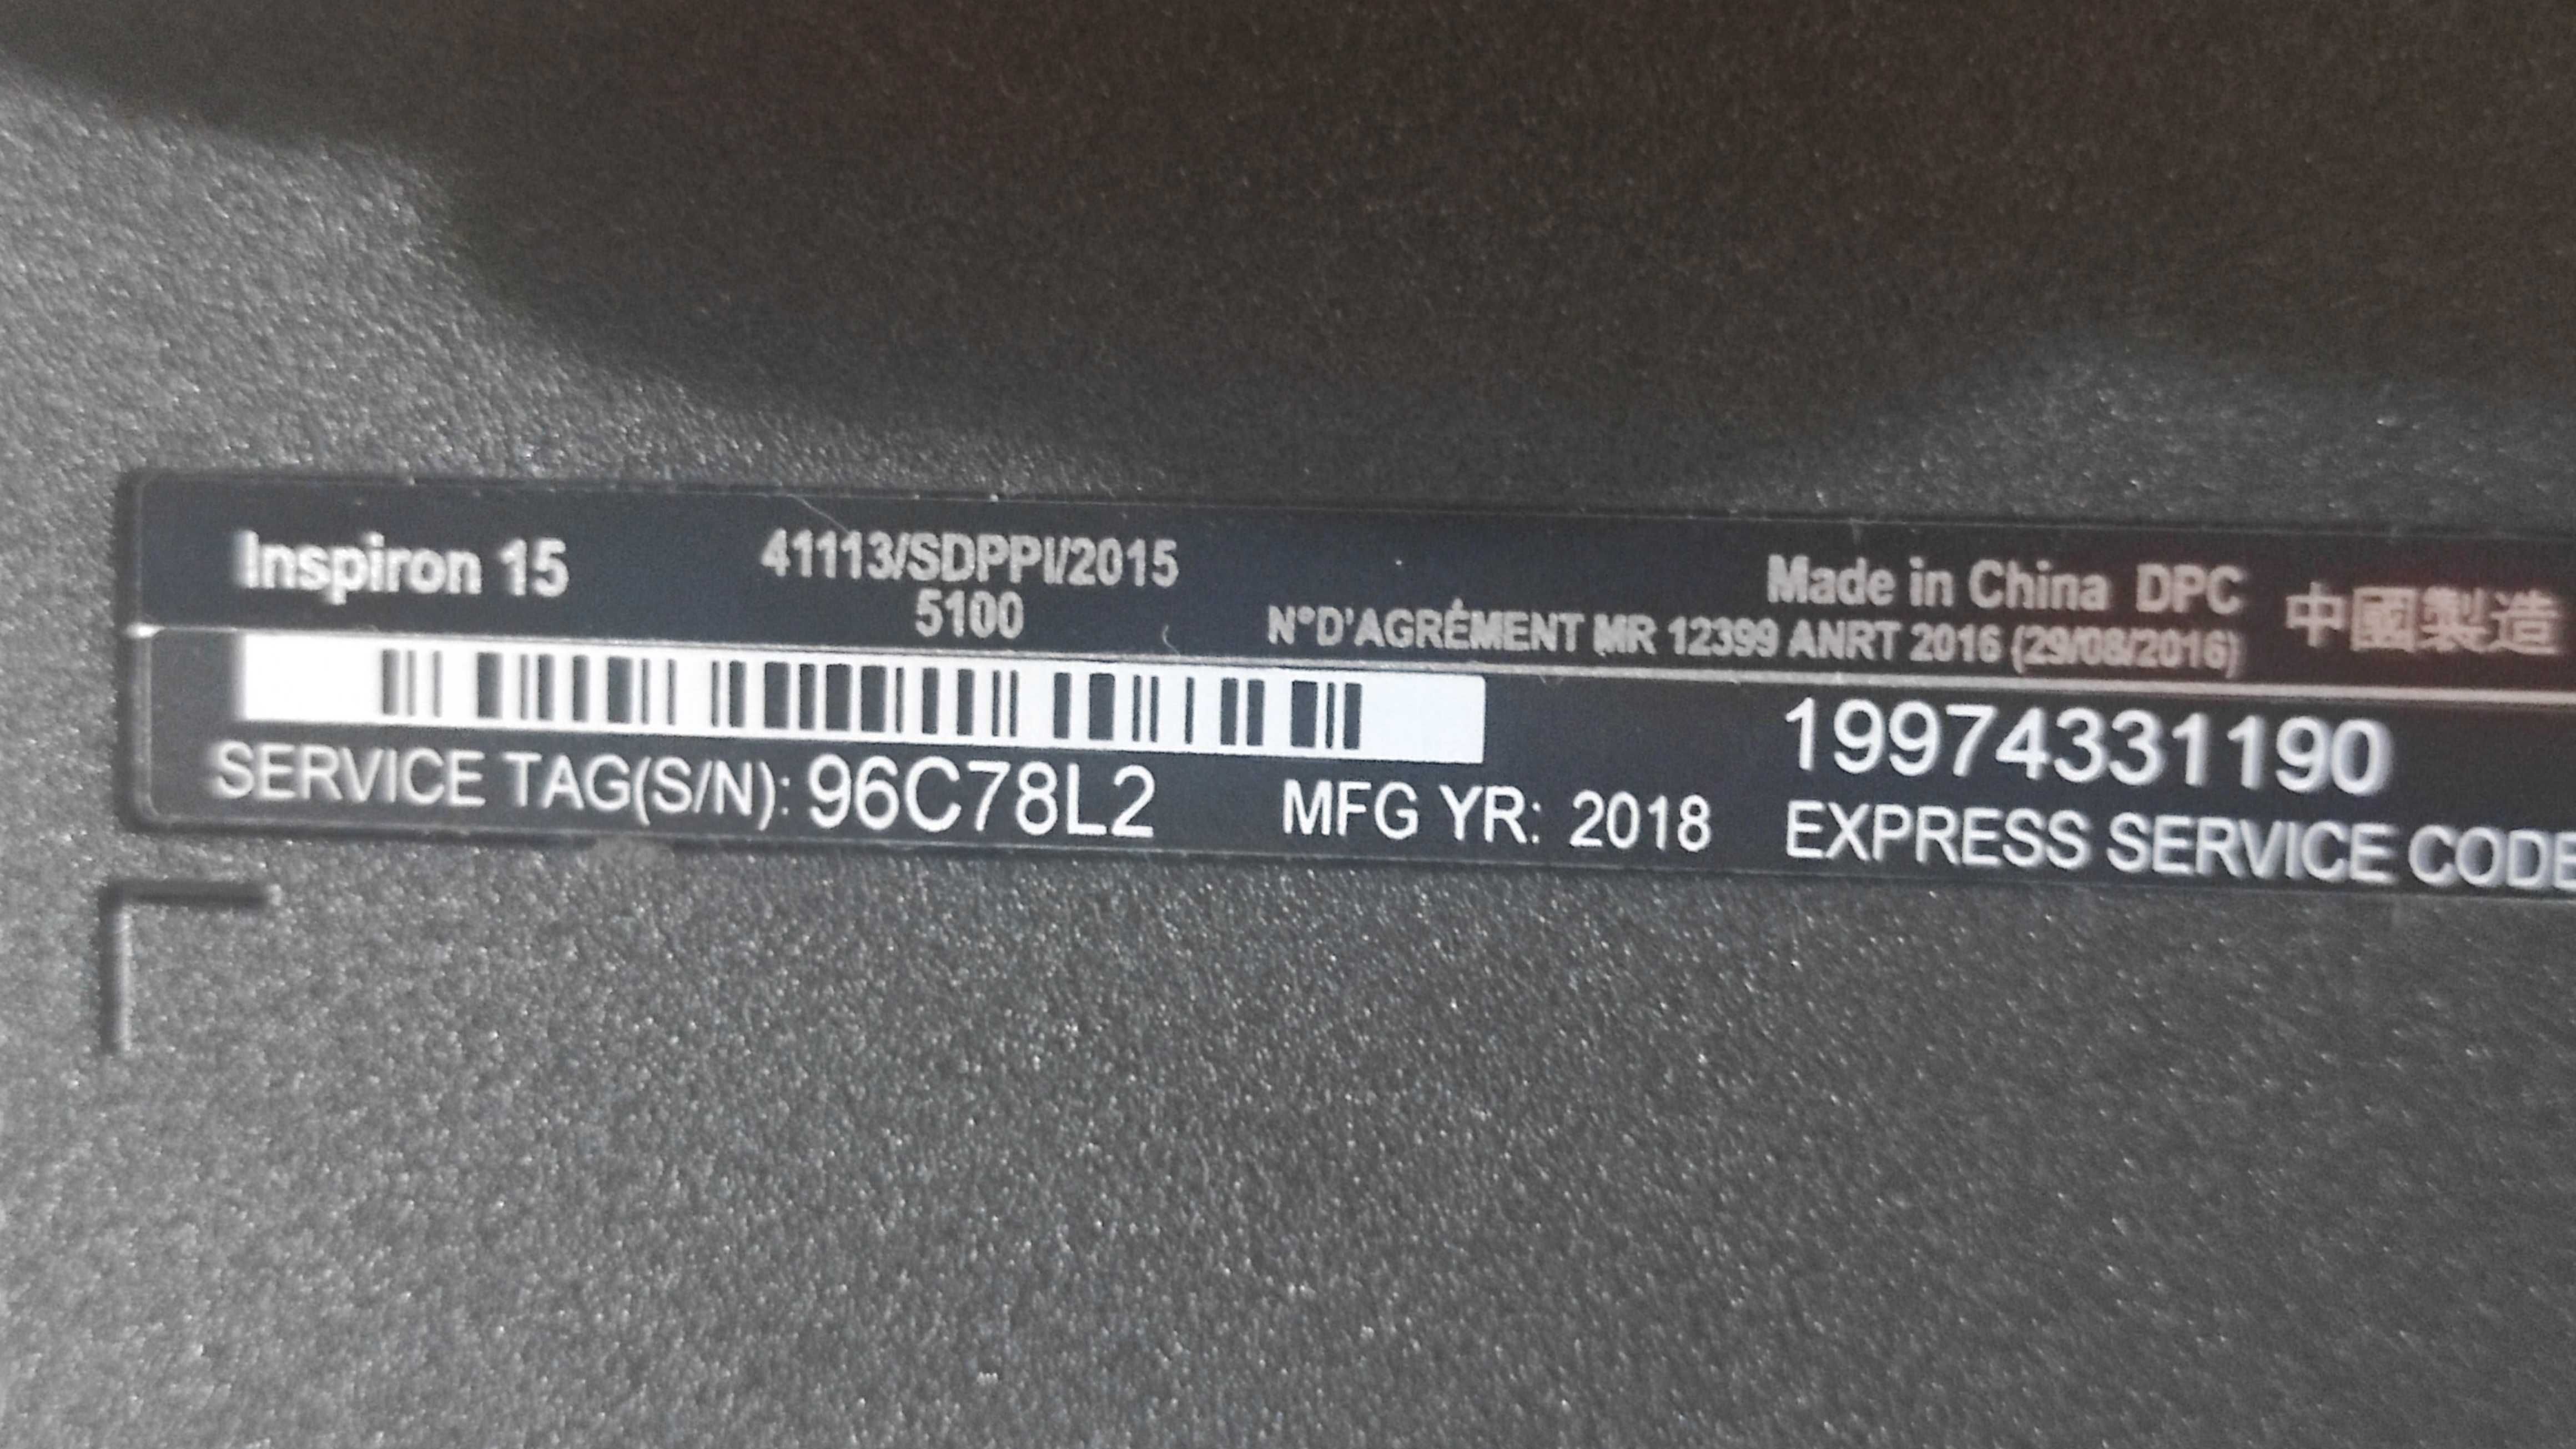 Inspiron 15
41113/SDPPI/2015
5100
Made in China DPC
N°D'AGRÉMENT MR 12399 ANRT 2016 (29/08/2016)
中國製造
SERVICE TAG(S/N): 96C78L2
MFG YR: 2018
19974331190
EXPRESS SERVICE CODE